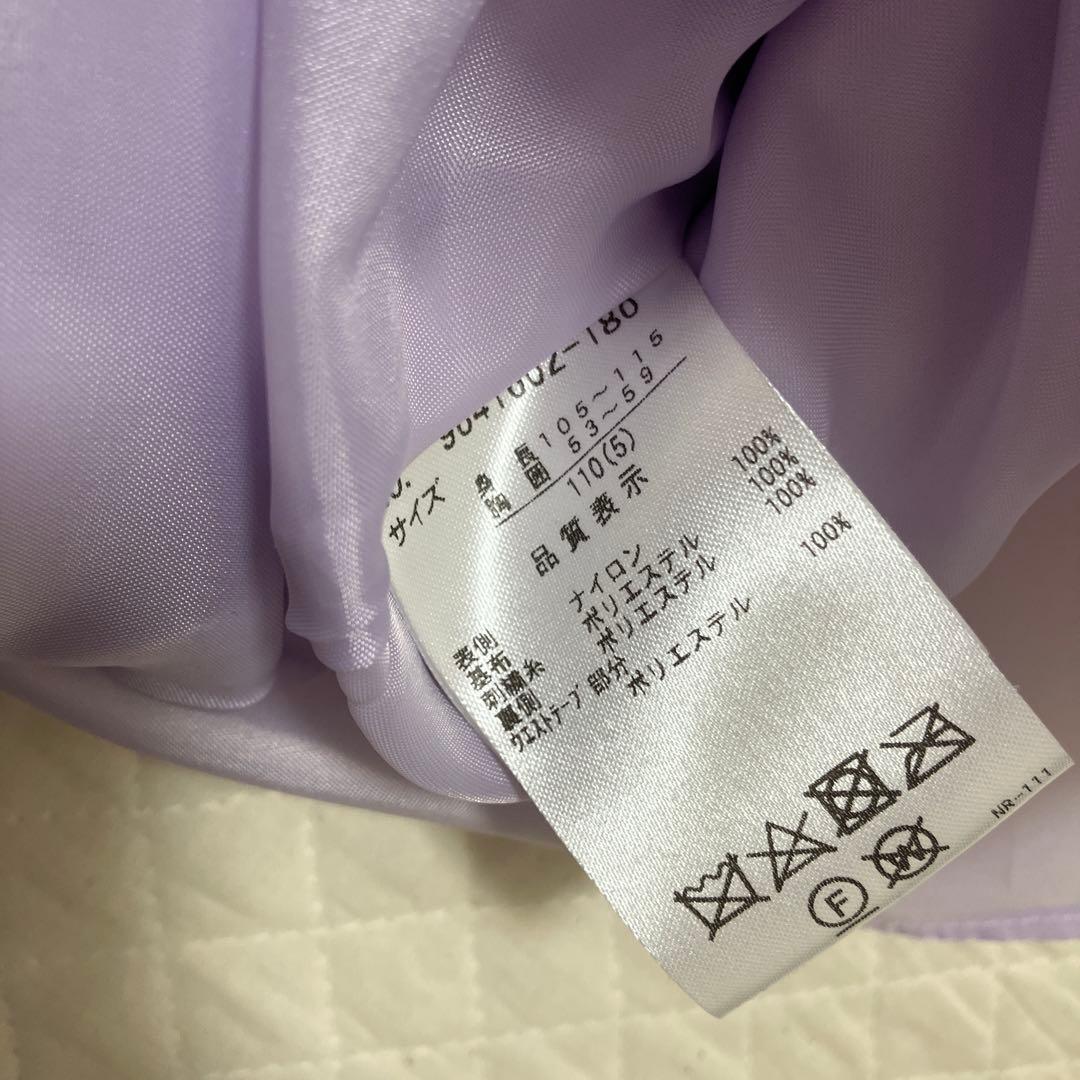 サイズ
身長 105～115
胸囲 53～59
110(5)
品質表示
表側
基布 ナイロン 100%
刺繍糸 ポリエステル 100%
裏側 ポリエステル 100%
ウエストテープ部分
ポリエステル 100%
F
W
NR-111